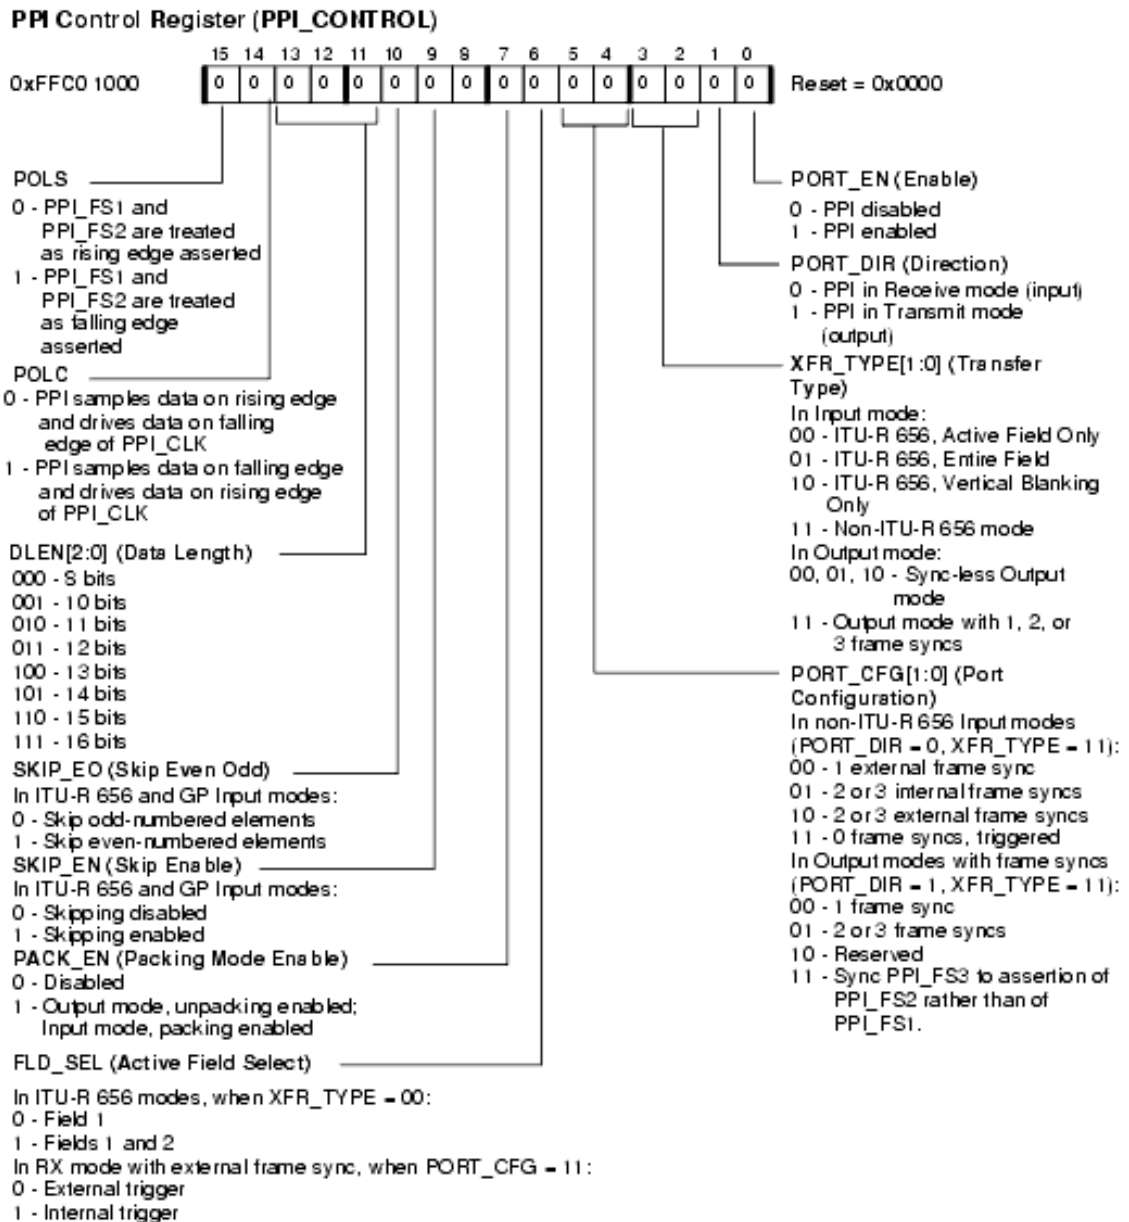 PPI Control Register (PPI_CONTROL)
15 14 13 12 11 10 9 8 7 6 5 4 3 2 1 0
0xFFC0 1000
0 0 0 0 0 0 0 0 0 0 0 0 0 0 0 0
Reset = 0x0000
POLS
0 - PPI_FS1 and
PPI_FS2 are treated
as rising edge asserted
1 - PPI_FS1 and
PPI_FS2 are treated
as falling edge
asserted
POLC
0 - PPI samples data on rising edge
and drives data on falling
edge of PPI_CLK
1 - PPI samples data on falling edge
and drives data on rising edge
of PPI_CLK
DLEN[2:0] (Data Length)
000 - 8 bits
001 - 10 bits
010 - 11 bits
011 - 12 bits
100 - 13 bits
101 - 14 bits
110 - 15 bits
111 - 16 bits
SKIP_EO (Skip Even Odd)
In ITU-R 656 and GP Input modes:
0 - Skip odd-numbered elements
1 - Skip even-numbered elements
SKIP_EN (Skip Enable)
In ITU-R 656 and GP Input modes:
0 - Skipping disabled
1 - Skipping enabled
PACK_EN (Packing Mode Enable)
0 - Disabled
1 - Output mode, unpacking enabled;
Input mode, packing enabled
FLD_SEL (Active Field Select)
In ITU-R 656 modes, when XFR_TYPE = 00:
0 - Field 1
1 - Fields 1 and 2
In RX mode with external frame sync, when PORT_CFG = 11:
0 - External trigger
1 - Internal trigger
PORT_EN (Enable)
0 - PPI disabled
1 - PPI enabled
PORT_DIR (Direction)
0 - PPI in Receive mode (input)
1 - PPI in Transmit mode
(output)
XFR_TYPE[1:0] (Transfer
Type)
In Input mode:
00 - ITU-R 656, Active Field Only
01 - ITU-R 656, Entire Field
10 - ITU-R 656, Vertical Blanking
Only
11 - Non-ITU-R 656 mode
In Output mode:
00, 01, 10 - Sync-less Output
mode
11 - Output mode with 1, 2, or
3 frame syncs
PORT_CFG[1:0] (Port
Configuration)
In non-ITU-R 656 Input modes
(PORT_DIR = 0, XFR_TYPE = 11):
00 - 1 external frame sync
01 - 2 or 3 internal frame syncs
10 - 2 or 3 external frame syncs
11 - 0 frame syncs, triggered
In Output modes with frame syncs
(PORT_DIR = 1, XFR_TYPE = 11):
00 - 1 frame sync
01 - 2 or 3 frame syncs
10 - Reserved
11 - Sync PPI_FS3 to assertion of
PPI_FS2 rather than of
PPI_FS1.